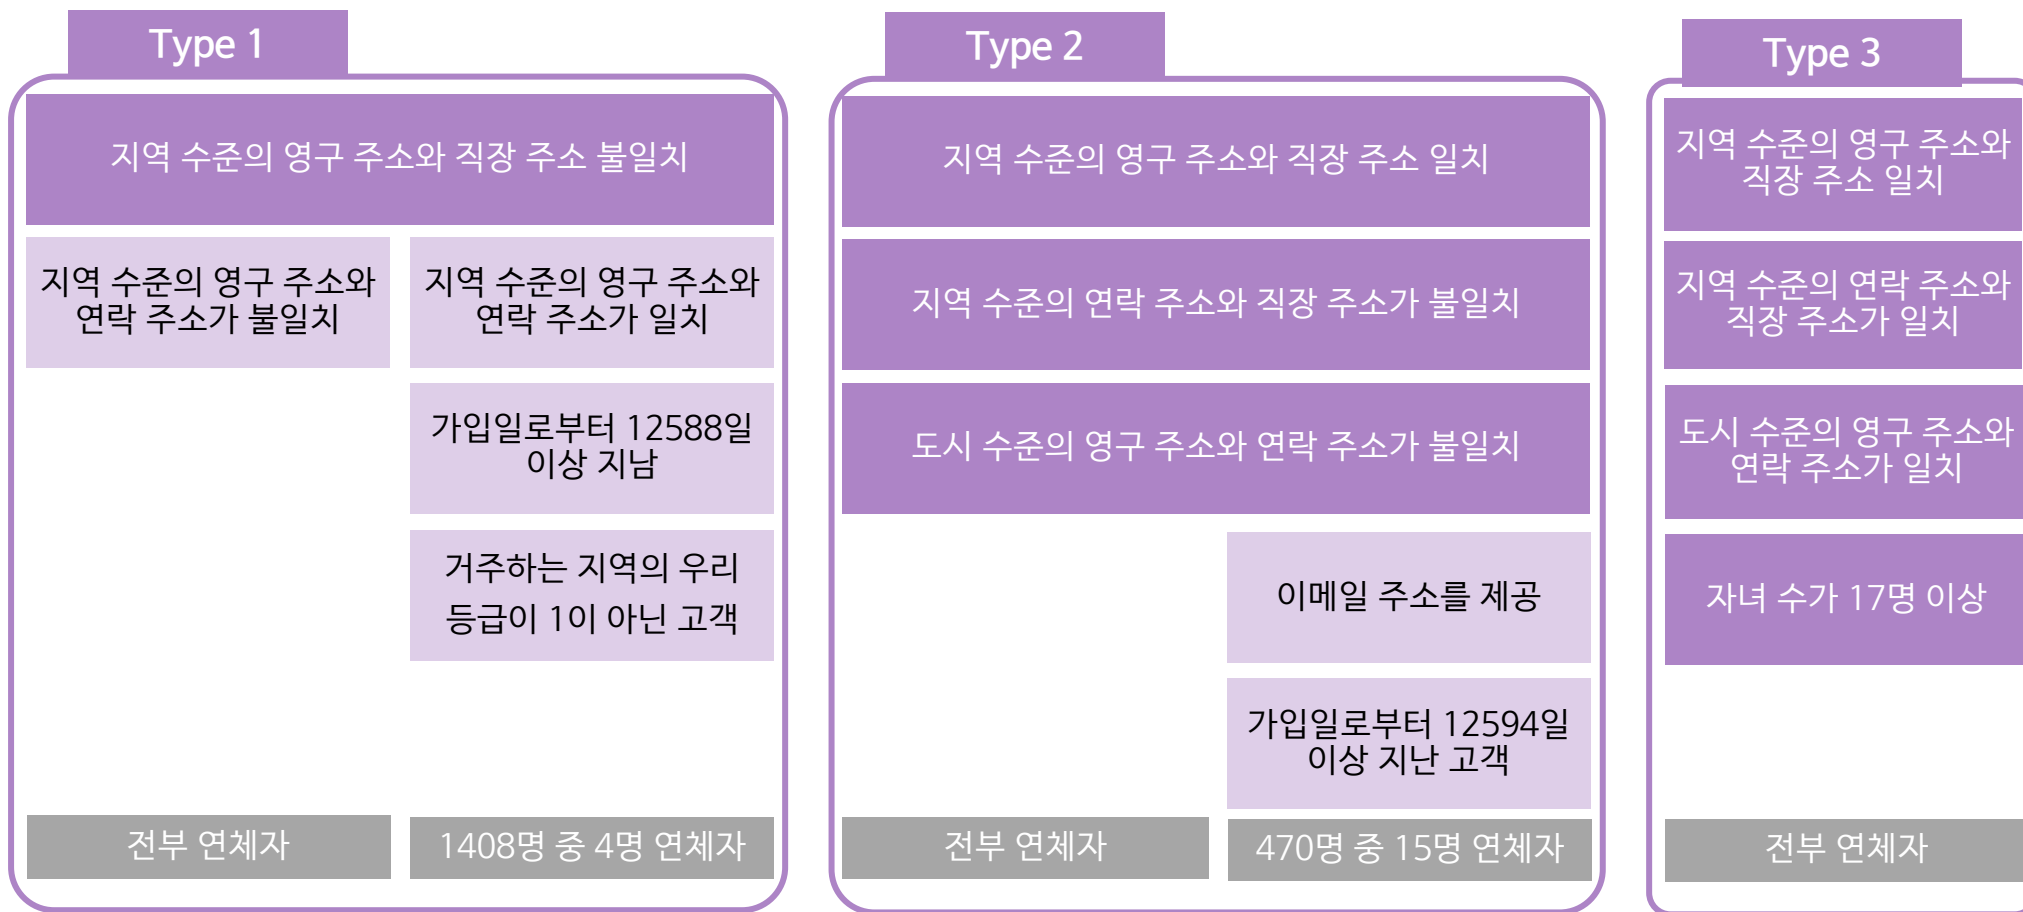 Type 1
지역 수준의 영구 주소와 직장 주소 불일치
지역 수준의 영구 주소와
연락 주소가 불일치
지역 수준의 영구 주소와
연락 주소가 일치
가입일로부터 12588일
이상 지남
거주하는 지역의 우리
등급이 1이 아닌 고객
전부 연체자
1408명 중 4명 연체자
Type 2
지역 수준의 영구 주소와 직장 주소 일치
지역 수준의 연락 주소와 직장 주소가 불일치
도시 수준의 영구 주소와 연락 주소가 불일치
이메일 주소를 제공
가입일로부터 12594일
이상 지난 고객
전부 연체자
470명 중 15명 연체자
Type 3
지역 수준의 영구 주소와
직장 주소 일치
지역 수준의 연락 주소와
직장 주소가 일치
도시 수준의 영구 주소와
연락 주소가 일치
자녀 수가 17명 이상
전부 연체자